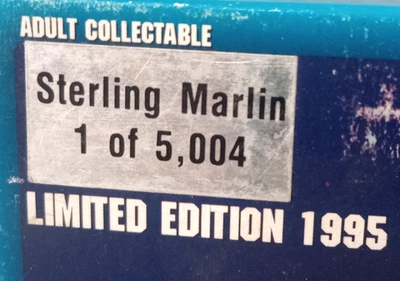 ADULT COLLECTABLE
Sterling Marlin
1 of 5,004
LIMITED EDITION 1995